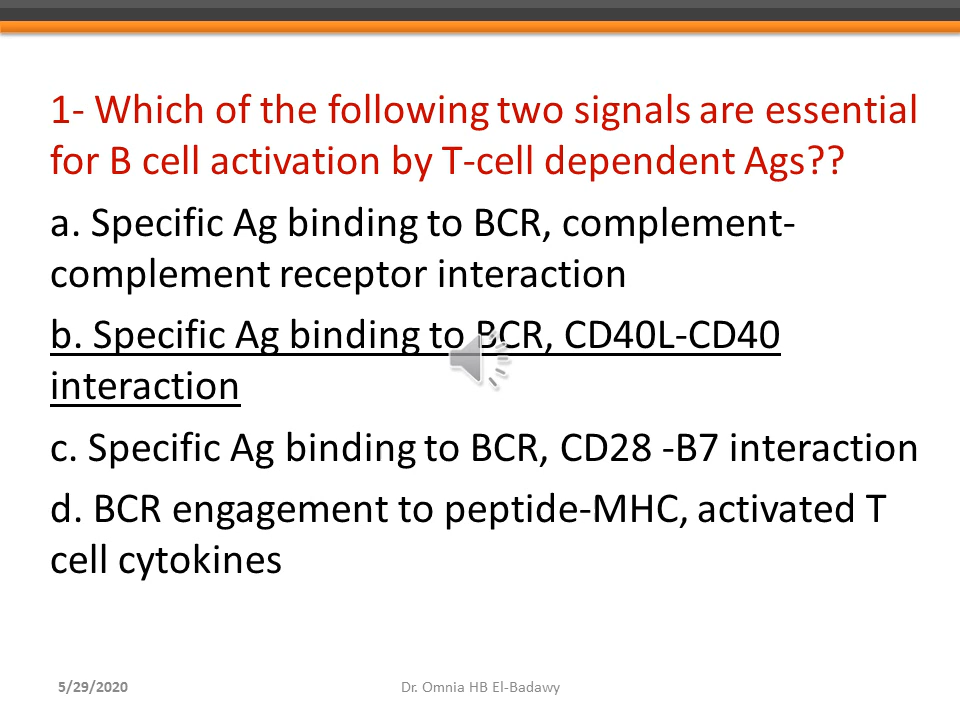 1- Which of the following two signals are essential
for B cell activation by T-cell dependent Ags??
a. Specific Ag binding to BCR, complement-
complement receptor interaction
b. Specific Ag binding to BCR, CD40L-CD40
interaction
c. Specific Ag binding to BCR, CD28 -B7 interaction
d. BCR engagement to peptide-MHC, activated T
cell cytokines
5/29/2020
Dr. Omnia HB El-Badawy